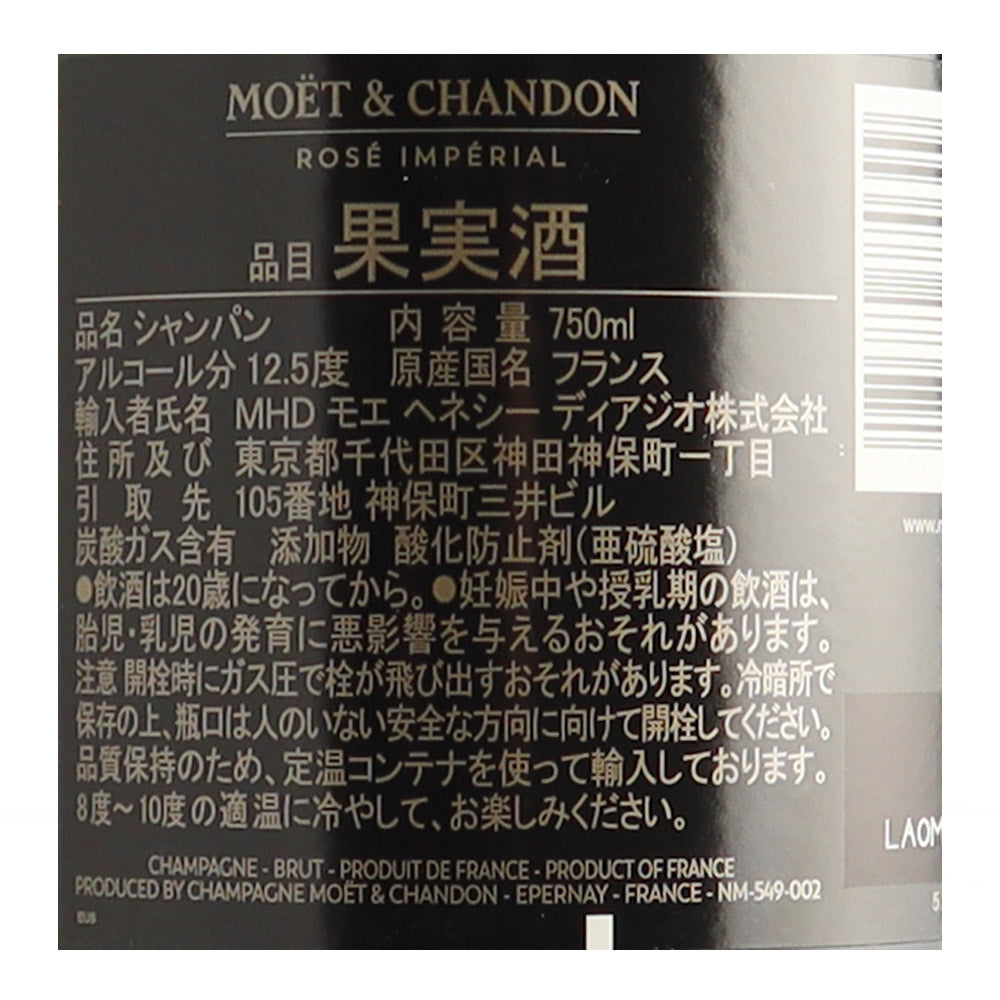 MOËT & CHANDON
ROSÉ IMPÉRIAL
品目 果実酒
品名 シャンパン 内容量 750ml
アルコール分 12.5度 原産国名 フランス
輸入者氏名 MHD モエ ヘネシー ディアジオ株式会社
住所及び 東京都千代田区神田神保町一丁目
引取先 105番地 神保町三井ビル
炭酸ガス含有 添加物 酸化防止剤(亜硫酸塩)
●飲酒は20歳になってから。●妊娠中や授乳期の飲酒は、
胎児・乳児の発育に悪影響を与えるおそれがあります。
注意 開栓時にガス圧で栓が飛び出すおそれがあります。冷暗所で
保存の上、瓶口は人のいない安全な方向に向けて開栓してください。
品質保持のため、定温コンテナを使って輸入しております。
8度〜10度の適温に冷やして、お楽しみください。
CHAMPAGNE - BRUT - PRODUIT DE FRANCE - PRODUCT OF FRANCE
PRODUCED BY CHAMPAGNE MOËT & CHANDON - EPERNAY - FRANCE - NM-549-002
EUS
www.
LAOM
5